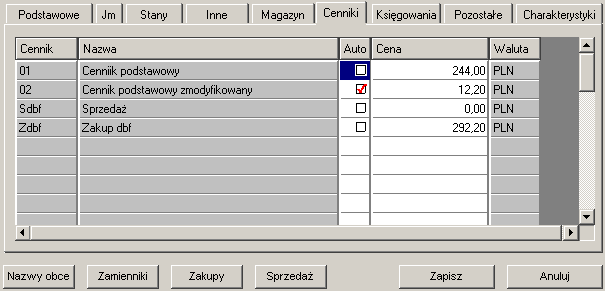 Podstawowe Jm Stany Inne Magazyn Cenniki Księgowania Pozostałe Charakterystyki
Cennik Nazwa Auto Cena Waluta
01 Cenniik podstawowy 244,00 PLN
02 Cennik podstawowy zmodyfikowany 12,20 PLN
Sdbf Sprzedaż 0,00 PLN
Zdbf Zakup dbf 292,20 PLN
Nazwy obce Zamienniki Zakupy Sprzedaż Zapisz Anuluj